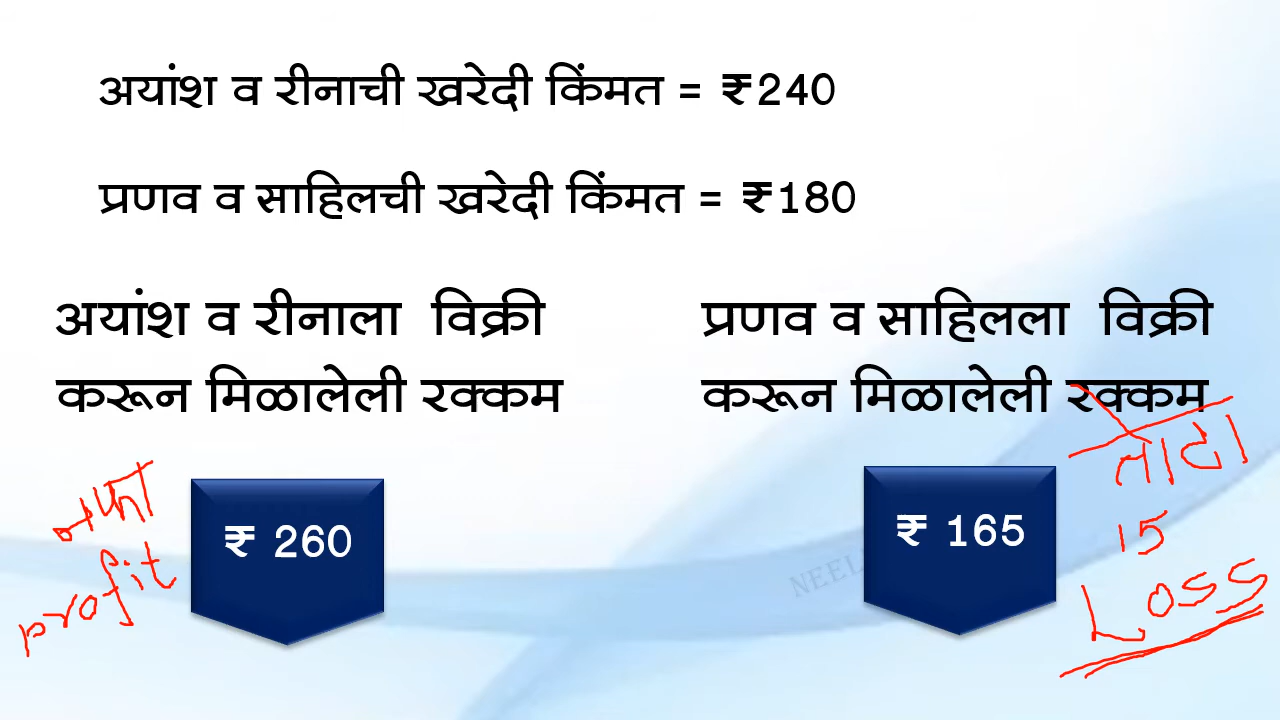 अयांश व रीनाची खरेदी किंमत = ₹240
प्रणव व साहिलची खरेदी किंमत = ₹180
अयांश व रीनाला विक्री
करून मिळालेली रक्कम
प्रणव व साहिलला विक्री
करून मिळालेली रक्कम
नफा
profit
₹ 260
₹ 165
तोटा
15
Loss